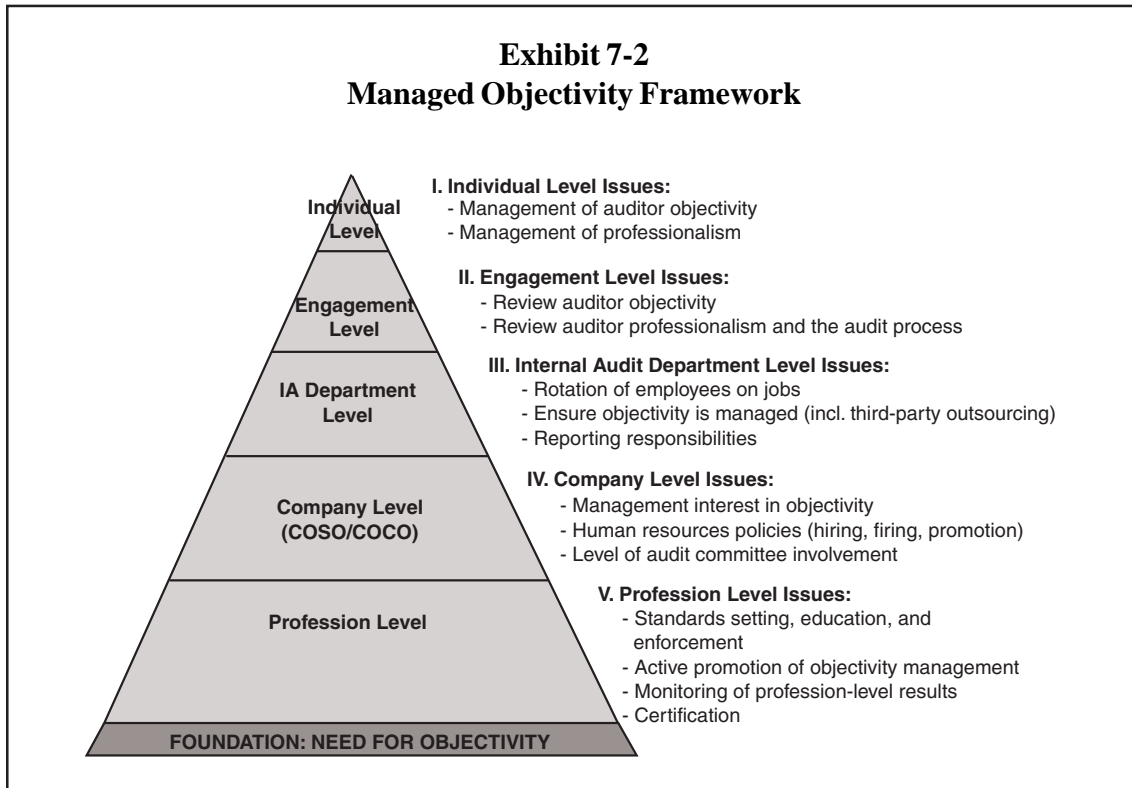 Exhibit 7-2
Managed Objectivity Framework
Individual
Level
I. Individual Level Issues:
- Management of auditor objectivity
- Management of professionalism
Engagement
Level
II. Engagement Level Issues:
- Review auditor objectivity
- Review auditor professionalism and the audit process
IA Department
Level
III. Internal Audit Department Level Issues:
- Rotation of employees on jobs
- Ensure objectivity is managed (incl. third-party outsourcing)
- Reporting responsibilities
Company Level
(COSO/COCO)
IV. Company Level Issues:
- Management interest in objectivity
- Human resources policies (hiring, firing, promotion)
- Level of audit committee involvement
Profession Level
V. Profession Level Issues:
- Standards setting, education, and
enforcement
- Active promotion of objectivity management
- Monitoring of profession-level results
- Certification
FOUNDATION: NEED FOR OBJECTIVITY